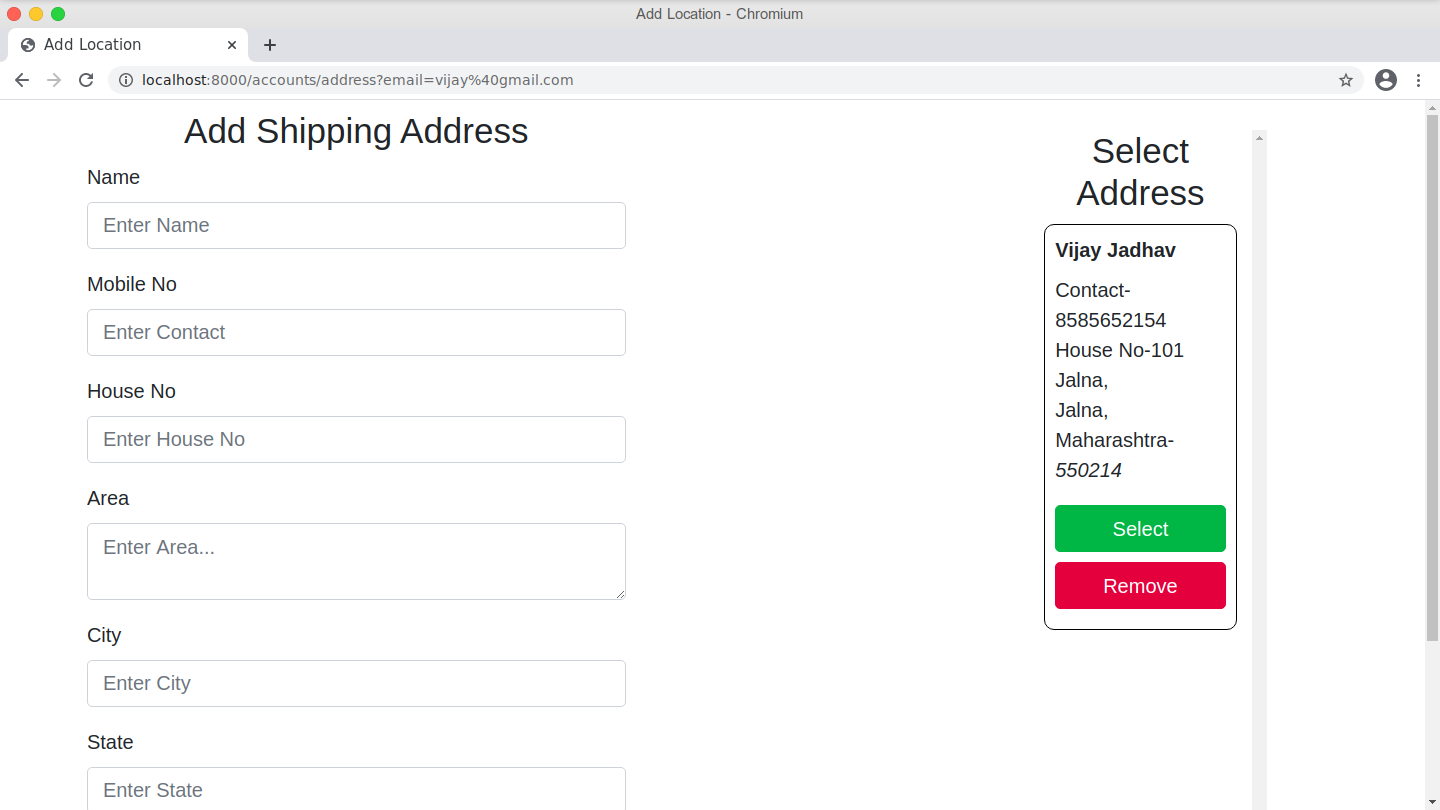 Add Location - Chromium
Add Location
localhost:8000/accounts/address?email=vijay%40gmail.com
Add Shipping Address
Name
Enter Name
Mobile No
Enter Contact
House No
Enter House No
Area
Enter Area...
City
Enter City
State
Enter State
Select
Address
Vijay Jadhav
Contact-
8585652154
House No-101
Jalna,
Jalna,
Maharashtra-
550214
Select
Remove